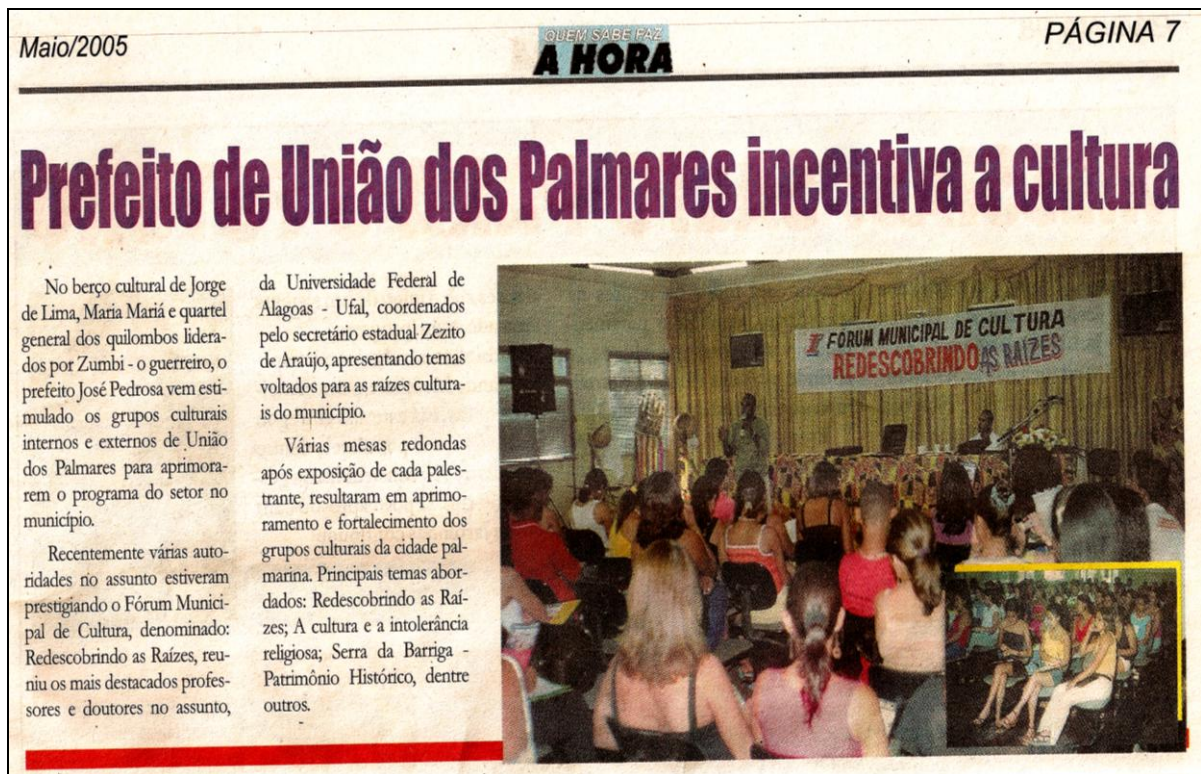 Maio/2005
QUEM SABE FAZ
A HORA
PÁGINA 7
Prefeito de União dos Palmares incentiva a cultura
No berço cultural de Jorge
de Lima, Maria Mariá e quartel
general dos quilombos lidera-
dos por Zumbi - o guerreiro, o
prefeito José Pedrosa vem esti-
mulado os grupos culturais
internos e externos de União
dos Palmares para aprimora-
rem o programa do setor no
município.
Recentemente várias auto-
ridades no assunto estiveram
prestigiando o Fórum Munici-
pal de Cultura, denominado:
Redescobrindo as Raízes, reu-
niu os mais destacados profes-
sores e doutores no assunto,
da Universidade Federal de
Alagoas - Ufal, coordenados
pelo secretário estadual Zezito
de Araújo, apresentando temas
voltados para as raízes cultura-
is do município.
Várias mesas redondas
após exposição de cada pales-
trante, resultaram em aprimo-
ramento e fortalecimento dos
grupos culturais da cidade pal-
marina. Principais temas abor-
dados: Redescobrindo as Raí-
zes; A cultura e a intolerância
religiosa; Serra da Barriga -
Patrimônio Histórico, dentre
outros.
FÓRUM MUNICIPAL DE CULTURA
REDESCOBRINDO AS RAIZES